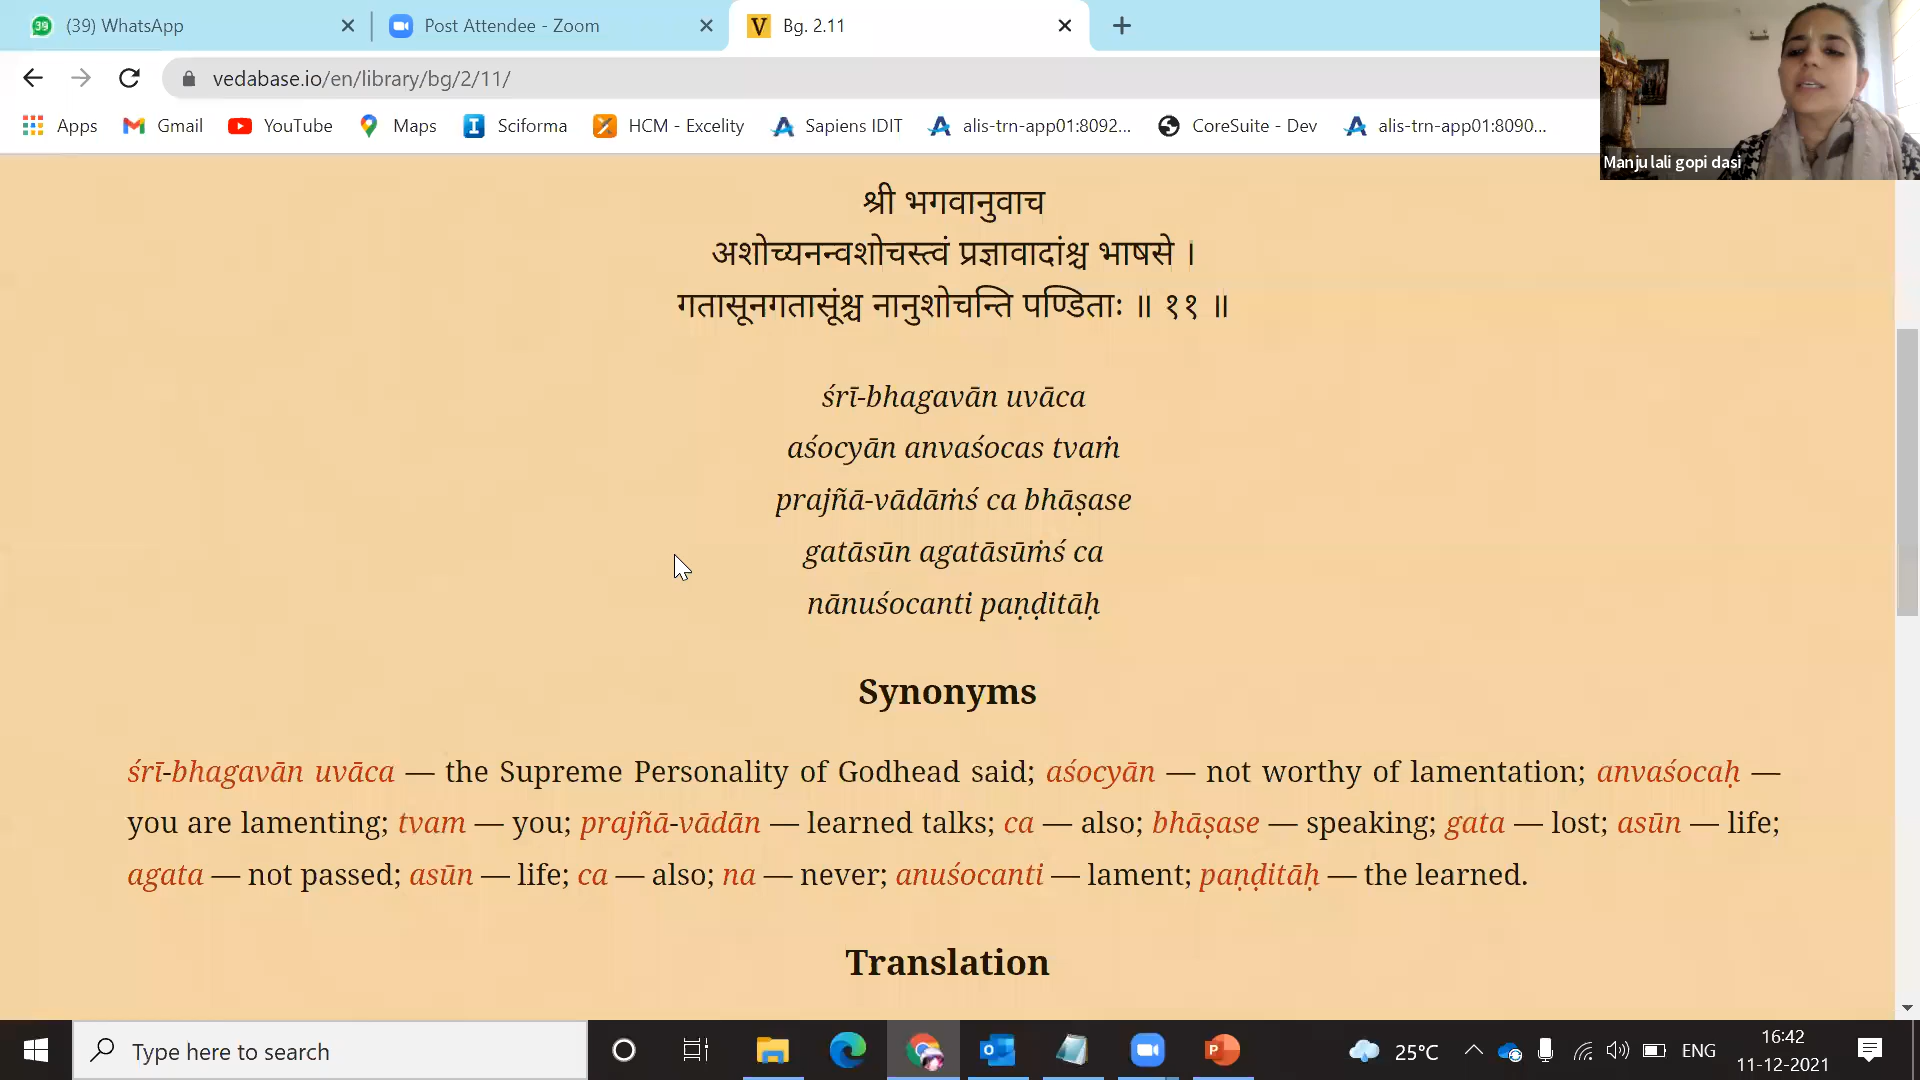 (39) WhatsApp
Post Attendee - Zoom
Bg. 2.11
vedabase.io/en/library/bg/2/11/
Apps Gmail YouTube Maps Sciforma HCM - Excelity Sapiens IDIT alis-trn-app01:8092... CoreSuite - Dev alis-trn-app01:8090...
Manju lali gopi dasi
श्री भगवानुवाच
अशोच्यनन्वशोचस्त्वं प्रज्ञावादांश्च भाषसे ।
गतासूनगतासूंश्च नानुशोचन्ति पण्डिताः ॥ ११ ॥
śrī-bhagavān uvāca
aśocyān anvaśocas tvaṁ
prajñā-vādāṁś ca bhāṣase
gatāsūn agatāsūṁś ca
nānuśocanti paṇḍitāḥ
Synonyms
śrī-bhagavān uvāca — the Supreme Personality of Godhead said; aśocyān — not worthy of lamentation; anvaśocaḥ —
you are lamenting; tvam — you; prajñā-vādān — learned talks; ca — also; bhāṣase — speaking; gata — lost; asūn — life;
agata — not passed; asūn — life; ca — also; na — never; anuśocanti — lament; paṇḍitāḥ — the learned.
Translation
Type here to search
25°C
ENG
16:42
11-12-2021